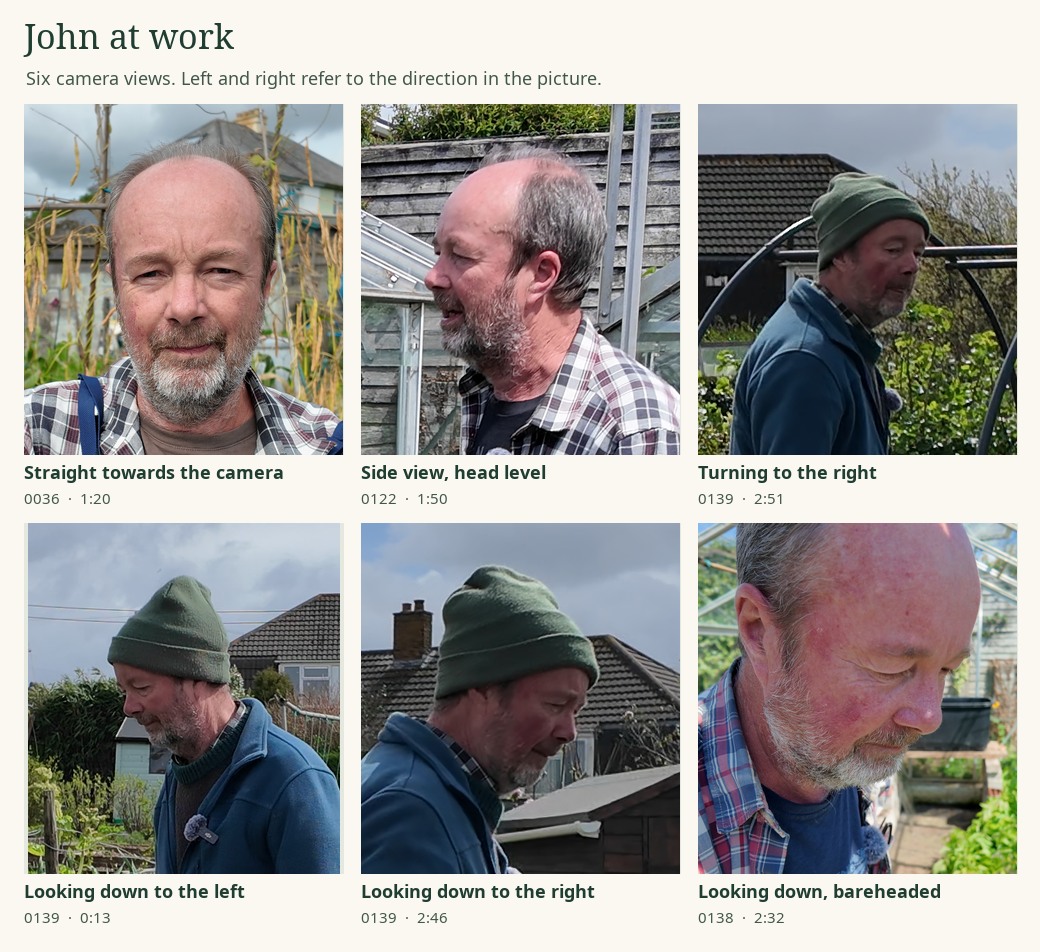 John at work
Six camera views. Left and right refer to the direction in the picture.
Straight towards the camera
0036 · 1:20
Side view, head level
0122 · 1:50
Turning to the right
0139 · 2:51
Looking down to the left
0139 · 0:13
Looking down to the right
0139 · 2:46
Looking down, bareheaded
0138 · 2:32